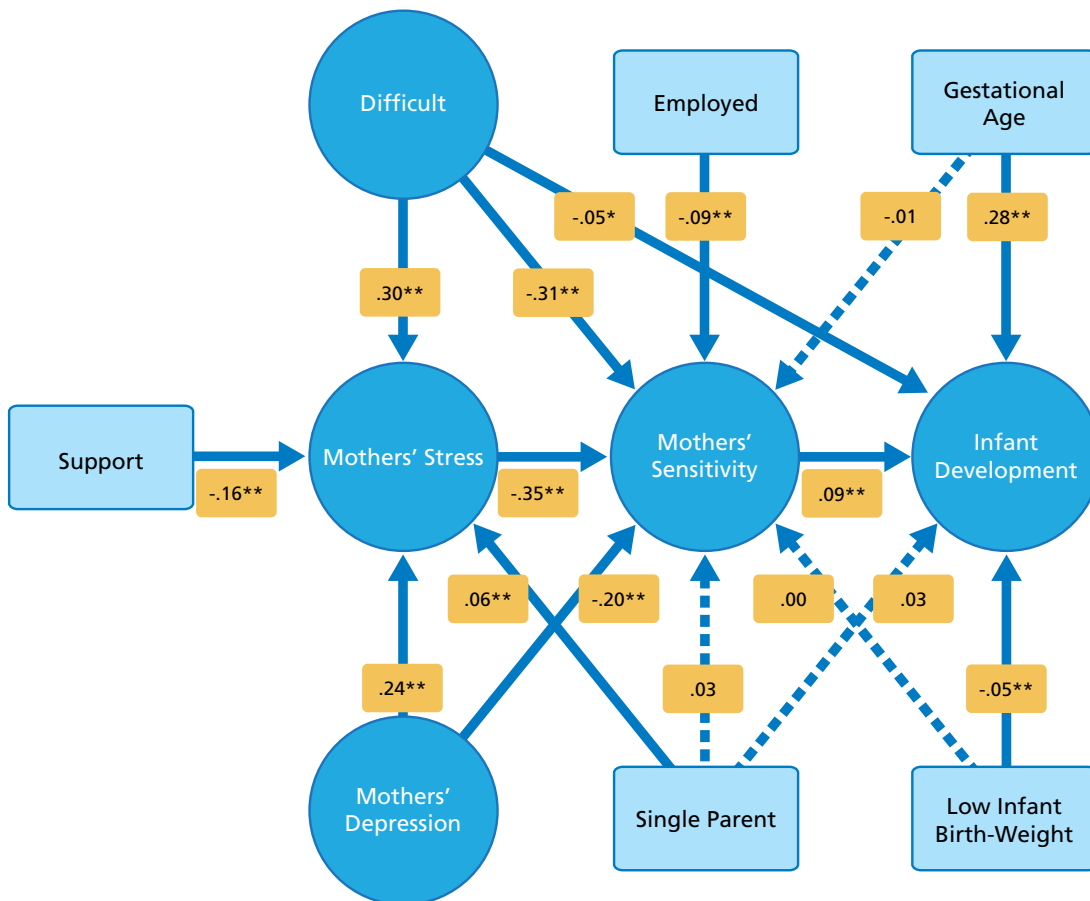 Difficult
Employed
Gestational
Age
-.05*
-.09**
-.01
.28**
.30**
-.31**
Support
Mothers' Stress
Mothers'
Sensitivity
Infant
Development
-.16**
-.35**
.09**
.06**
-.20**
.00
.03
.24**
.03
-.05**
Mothers'
Depression
Single Parent
Low Infant
Birth-Weight